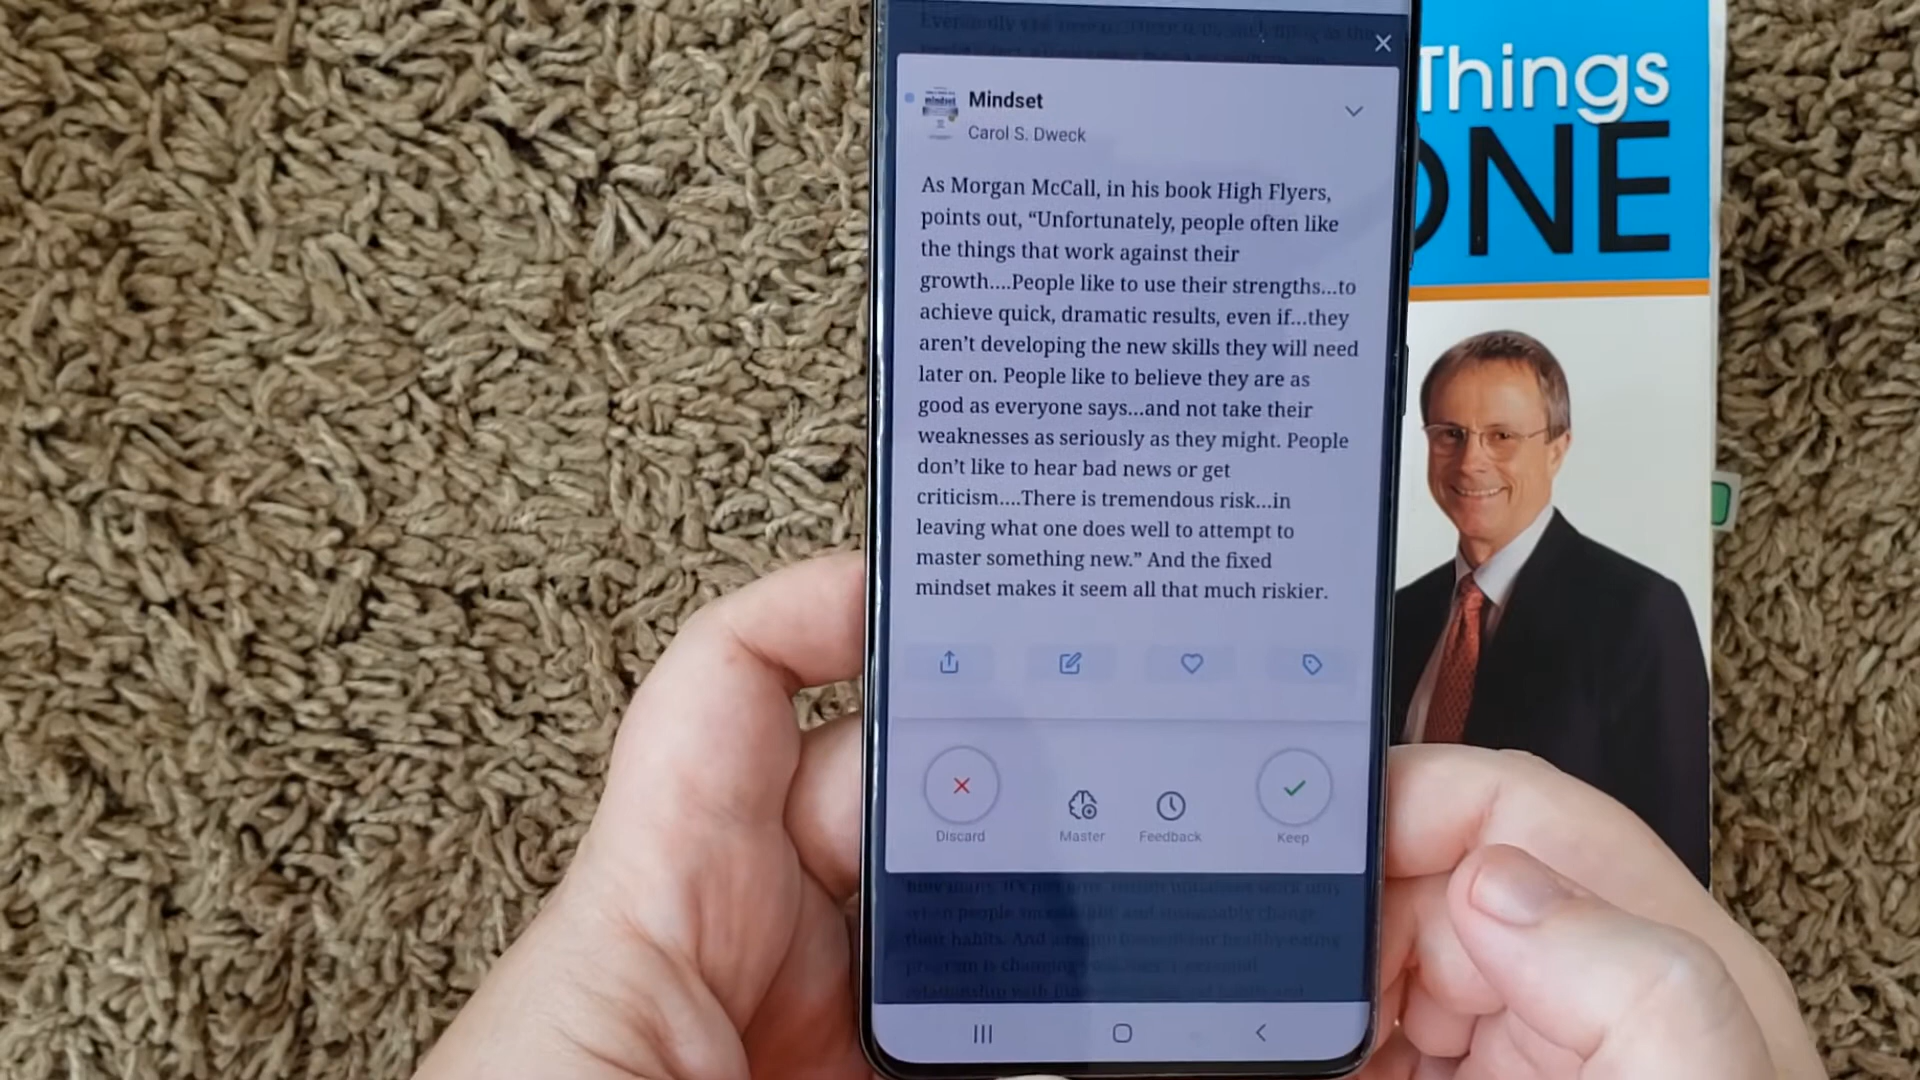 Mindset
Carol S. Dweck
As Morgan McCall, in his book High Flyers,
points out, “Unfortunately, people often like
the things that work against their
growth....People like to use their strengths...to
achieve quick, dramatic results, even if...they
aren’t developing the new skills they will need
later on. People like to believe they are as
good as everyone says...and not take their
weaknesses as seriously as they might. People
don’t like to hear bad news or get
criticism....There is tremendous risk...in
leaving what one does well to attempt to
master something new.” And the fixed
mindset makes it seem all that much riskier.
Discard
Master
Feedback
Keep
Things
ONE